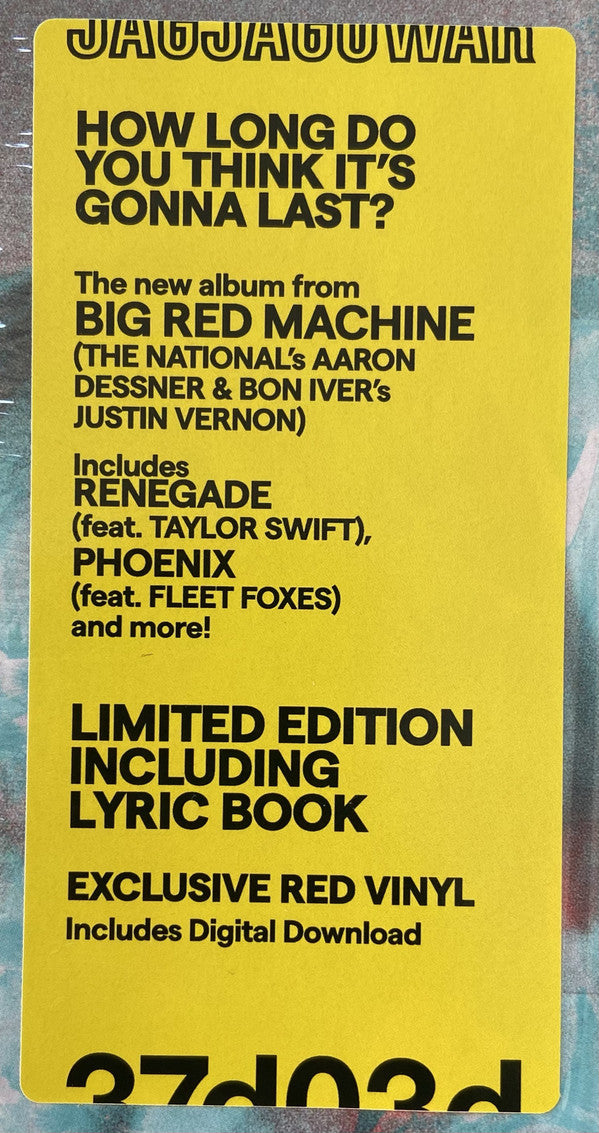 JAGJAGUWAR
HOW LONG DO
YOU THINK IT'S
GONNA LAST?
The new album from
BIG RED MACHINE
(THE NATIONAL's AARON
DESSNER & BON IVER's
JUSTIN VERNON)
Includes
RENEGADE
(feat. TAYLOR SWIFT),
PHOENIX
(feat. FLEET FOXES)
and more!
LIMITED EDITION
INCLUDING
LYRIC BOOK
EXCLUSIVE RED VINYL
Includes Digital Download
37d03d